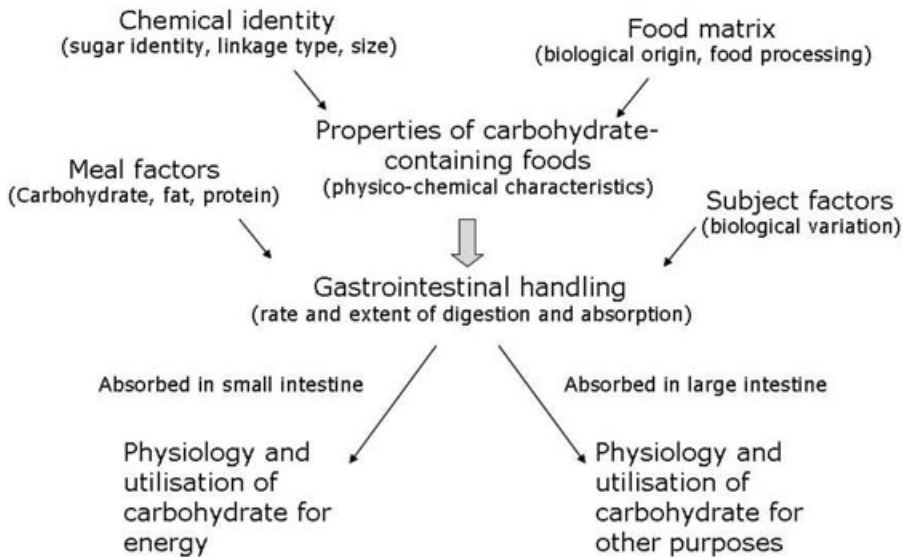 Chemical identity
(sugar identity, linkage type, size)
Food matrix
(biological origin, food processing)
Properties of carbohydrate-
containing foods
(physico-chemical characteristics)
Meal factors
(Carbohydrate, fat, protein)
Subject factors
(biological variation)
Gastrointestinal handling
(rate and extent of digestion and absorption)
Absorbed in small intestine
Absorbed in large intestine
Physiology and
utilisation of
carbohydrate for
energy
Physiology and
utilisation of
carbohydrate for
other purposes